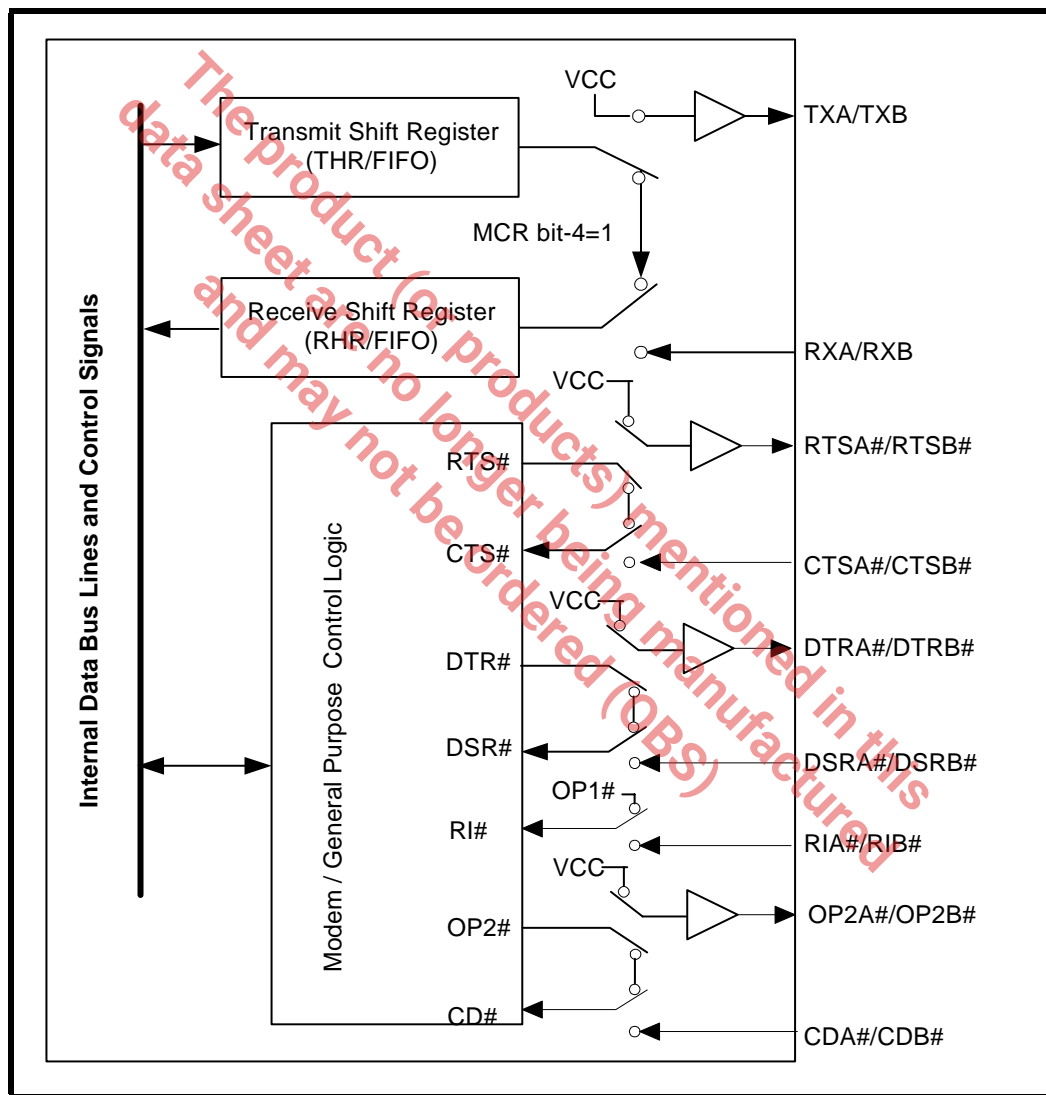 VCC
TXA/TXB
Transmit Shift Register
(THR/FIFO)
MCR bit-4=1
Receive Shift Register
(RHR/FIFO)
RXA/RXB
VCC
RTSA#/RTSB#
RTS#
CTS#
CTSA#/CTSB#
VCC
DTRA#/DTRB#
DTR#
DSR#
DSRA#/DSRB#
OP1#
RI#
RIA#/RIB#
VCC
OP2A#/OP2B#
OP2#
CD#
CDA#/CDB#
Internal Data Bus Lines and Control Signals
Modem / General Purpose Control Logic
The product (or products) mentioned in this
data sheet are no longer being manufactured
and may not be ordered (OBS)